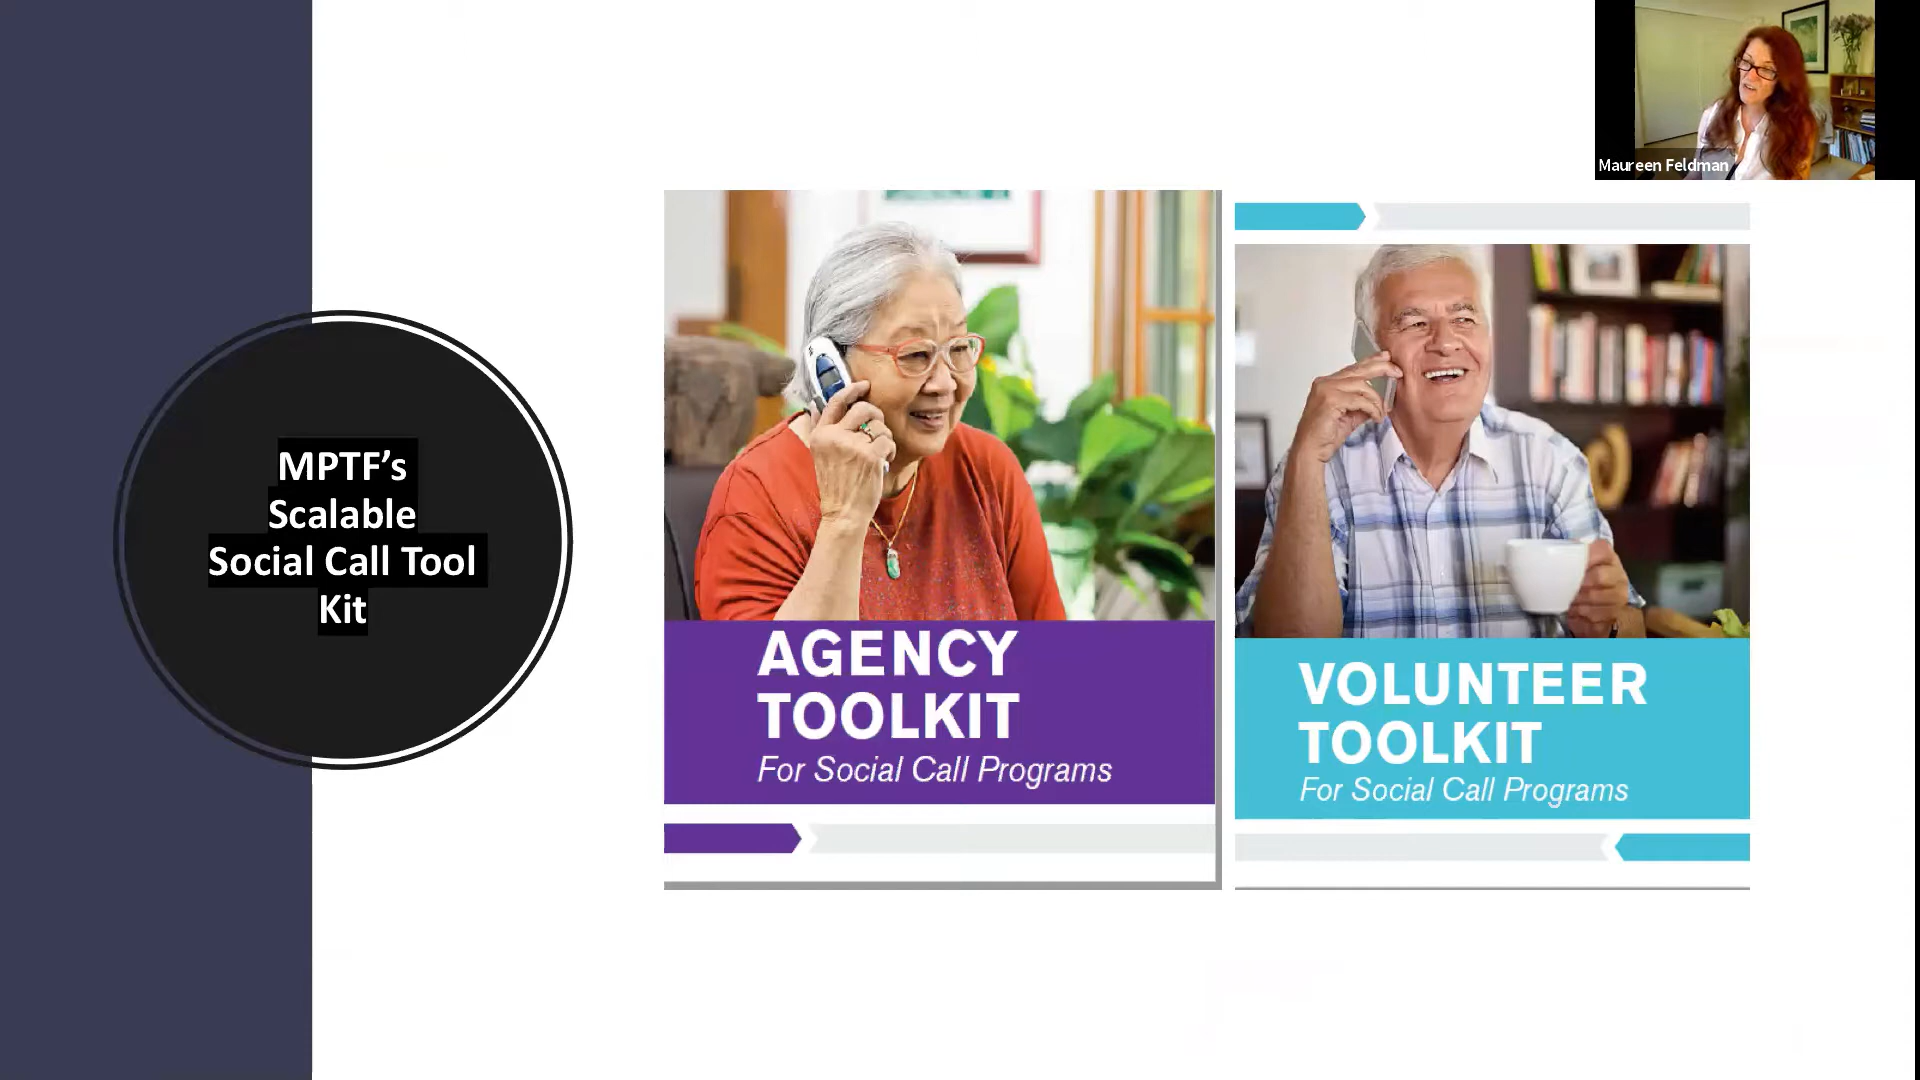 MPTF’s
Scalable
Social Call Tool
Kit
AGENCY
TOOLKIT
For Social Call Programs
VOLUNTEER
TOOLKIT
For Social Call Programs
Maureen Feldman